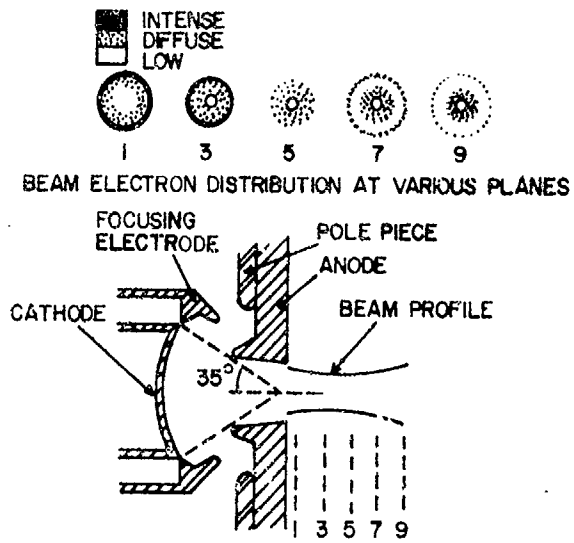 INTENSE
DIFFUSE
LOW
1 3 5 7 9
BEAM ELECTRON DISTRIBUTION AT VARIOUS PLANES
FOCUSING
ELECTRODE
POLE PIECE
ANODE
CATHODE
BEAM PROFILE
35°
1 3 5 7 9